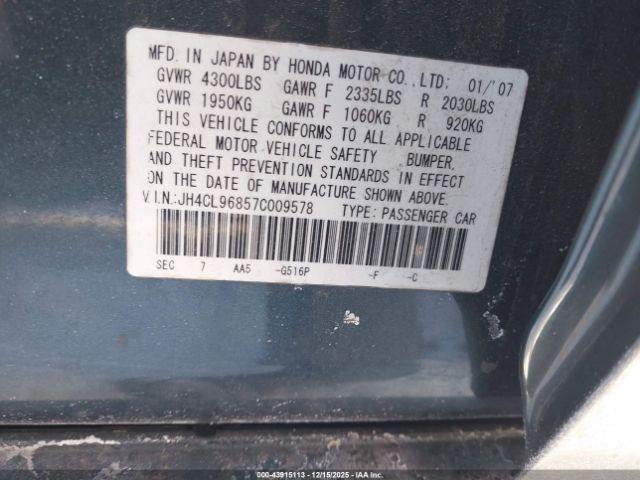 MFD. IN JAPAN BY HONDA MOTOR CO., LTD. 01/'07
GVWR 4300LBS GAWR F 2335LBS R 2030LBS
GVWR 1950KG GAWR F 1060KG R 920KG
THIS VEHICLE CONFORMS TO ALL APPLICABLE
FEDERAL MOTOR VEHICLE SAFETY BUMPER,
AND THEFT PREVENTION STANDARDS IN EFFECT
ON THE DATE OF MANUFACTURE SHOWN ABOVE.
V.I.N.:JH4CL96857C009578 TYPE: PASSENGER CAR
SEC 7 AA5 -G516P -F -C
000-43915113 - 12/15/2025 - IAAI.COM